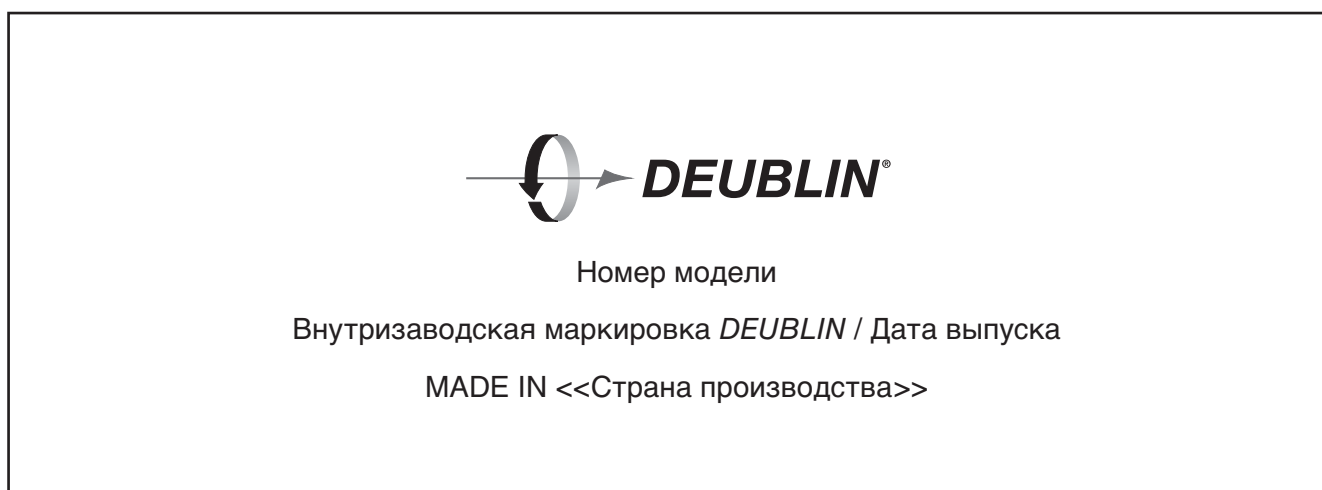 DEUBLIN®
Номер модели
Внутризаводская маркировка DEUBLIN / Дата выпуска
MADE IN <<Страна производства>>